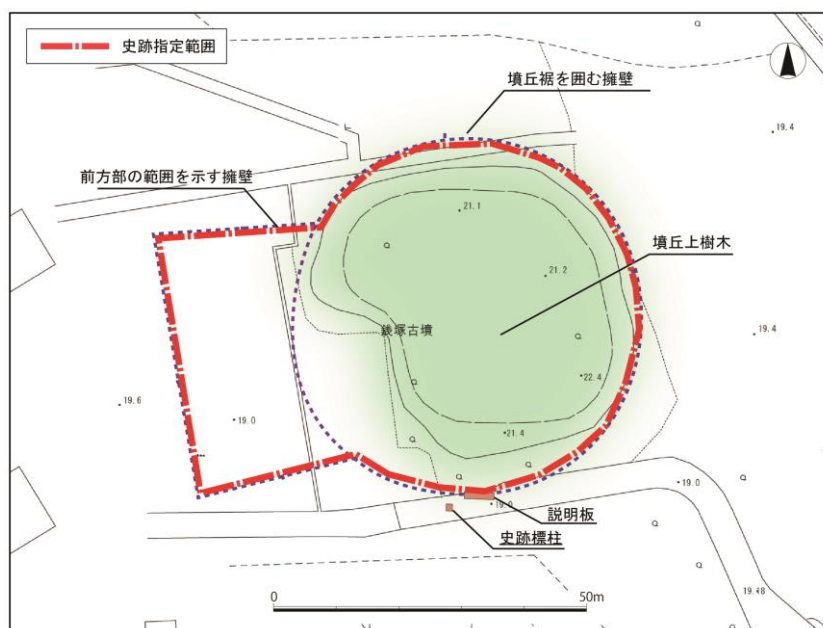 史跡指定範囲
墳丘裾を囲む擁壁
19.4
前方部の範囲を示す擁壁
21.1
墳丘上樹木
21.2
銭塚古墳
19.4
22.4
19.6
19.0
21.4
19.0
19.0
説明板
史跡標柱
19.48
0
50m